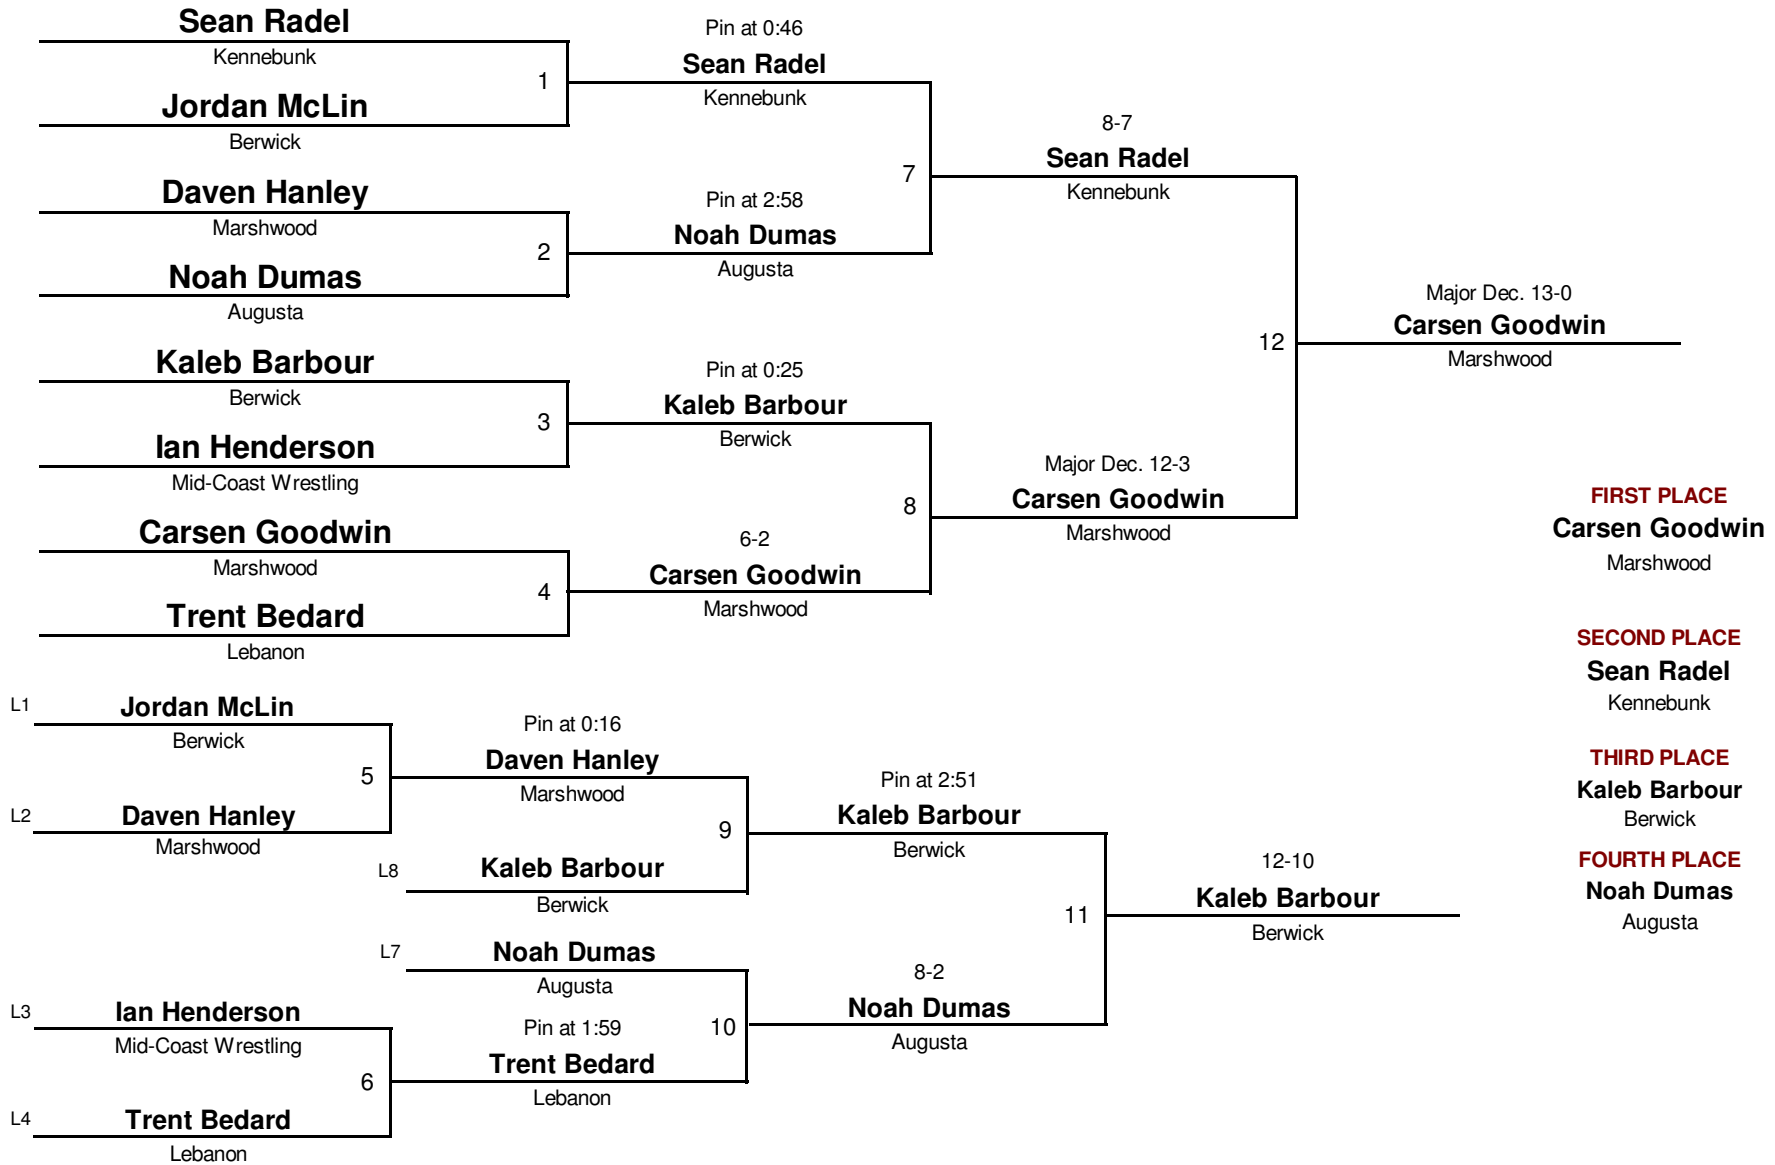 Sean Radel
Kennebunk
1
Jordan McLin
Berwick
Daven Hanley
Marshwood
2
Noah Dumas
Augusta
Kaleb Barbour
Berwick
3
Ian Henderson
Mid-Coast Wrestling
Carsen Goodwin
Marshwood
4
Trent Bedard
Lebanon
Pin at 0:46
Sean Radel
Kennebunk
7
Pin at 2:58
Noah Dumas
Augusta
Pin at 0:25
Kaleb Barbour
Berwick
8
6-2
Carsen Goodwin
Marshwood
8-7
Sean Radel
Kennebunk
12
Major Dec. 12-3
Carsen Goodwin
Marshwood
Major Dec. 13-0
Carsen Goodwin
Marshwood
FIRST PLACE
Carsen Goodwin
Marshwood
SECOND PLACE
Sean Radel
Kennebunk
THIRD PLACE
Kaleb Barbour
Berwick
FOURTH PLACE
Noah Dumas
Augusta
L1
Jordan McLin
Berwick
5
L2
Daven Hanley
Marshwood
L3
Ian Henderson
Mid-Coast Wrestling
6
L4
Trent Bedard
Lebanon
Pin at 0:16
Daven Hanley
Marshwood
9
L8
Kaleb Barbour
Berwick
L7
Noah Dumas
Augusta
10
Pin at 1:59
Trent Bedard
Lebanon
Pin at 2:51
Kaleb Barbour
Berwick
11
8-2
Noah Dumas
Augusta
12-10
Kaleb Barbour
Berwick